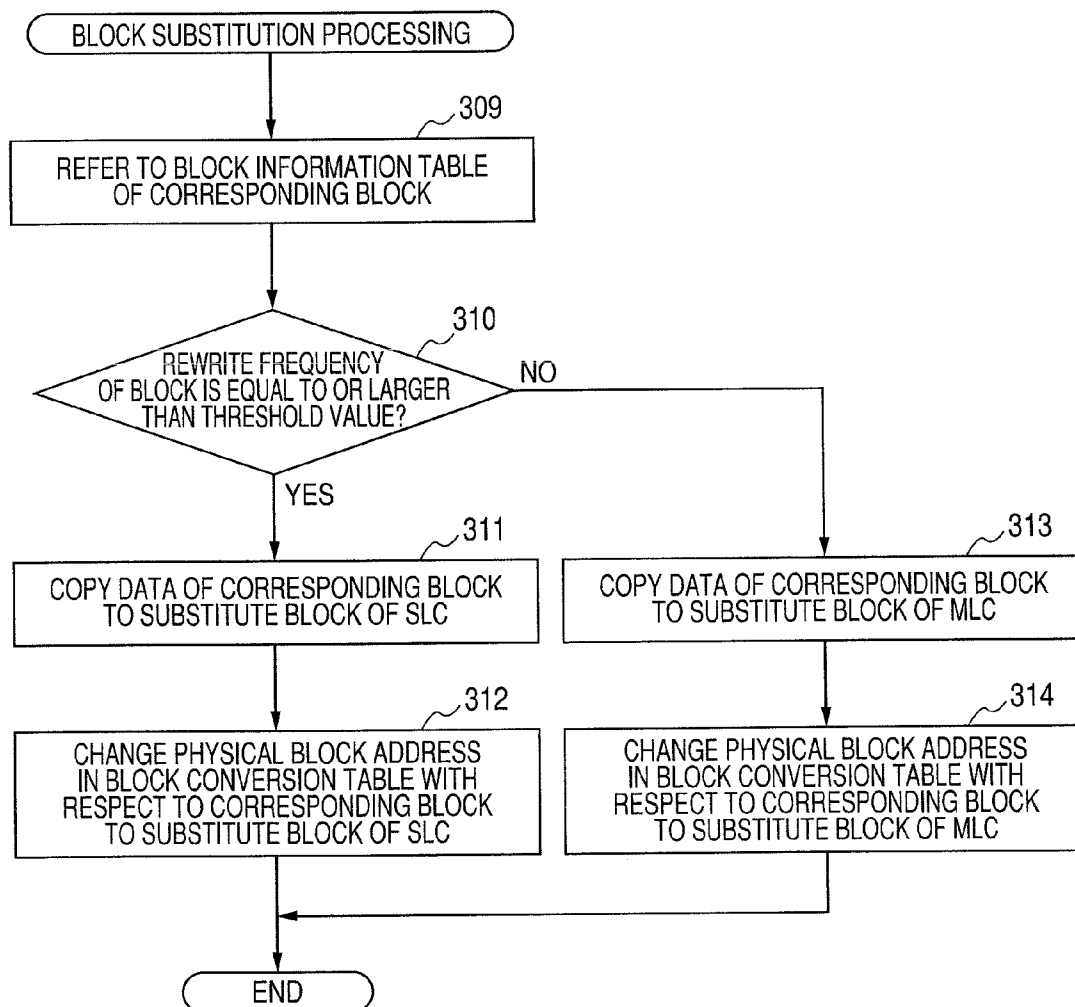 BLOCK SUBSTITUTION PROCESSING
309
REFER TO BLOCK INFORMATION TABLE
OF CORRESPONDING BLOCK
310
REWRITE FREQUENCY
OF BLOCK IS EQUAL TO OR LARGER
THAN THRESHOLD VALUE?
NO
YES
311
COPY DATA OF CORRESPONDING BLOCK
TO SUBSTITUTE BLOCK OF SLC
312
CHANGE PHYSICAL BLOCK ADDRESS
IN BLOCK CONVERSION TABLE WITH
RESPECT TO CORRESPONDING BLOCK
TO SUBSTITUTE BLOCK OF SLC
313
COPY DATA OF CORRESPONDING BLOCK
TO SUBSTITUTE BLOCK OF MLC
314
CHANGE PHYSICAL BLOCK ADDRESS
IN BLOCK CONVERSION TABLE WITH
RESPECT TO CORRESPONDING BLOCK
TO SUBSTITUTE BLOCK OF MLC
END